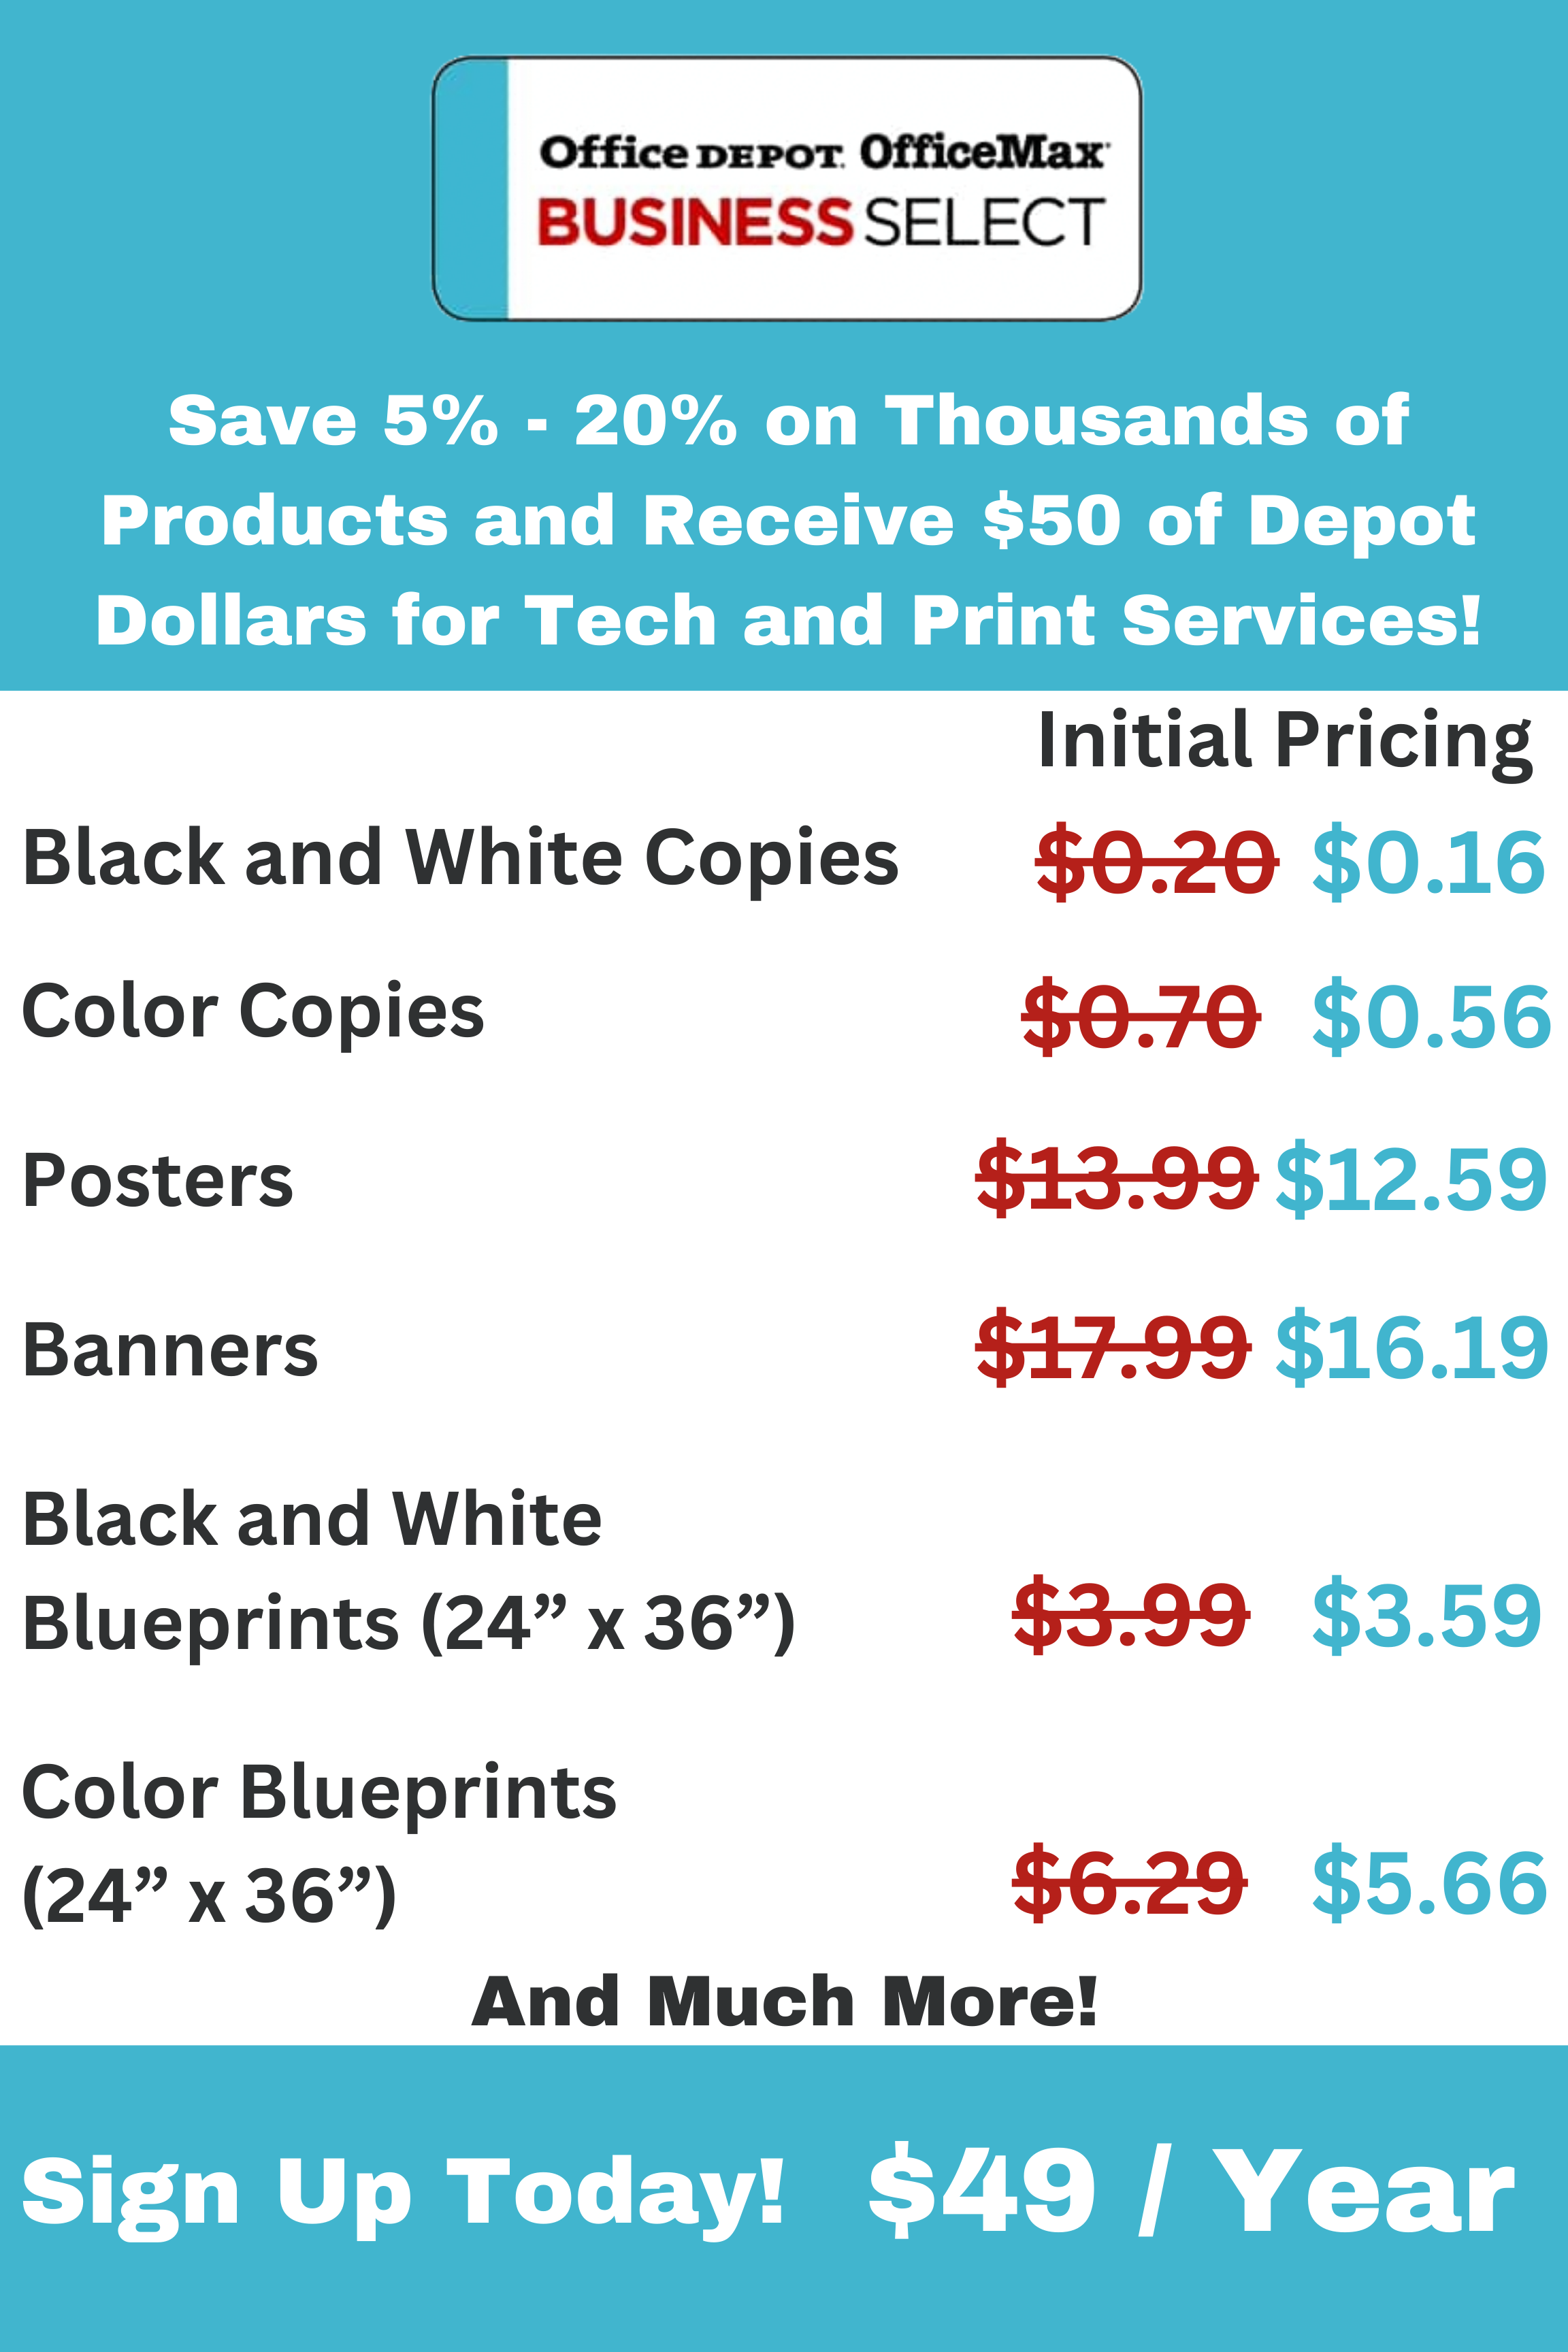 Office DEPOT. OfficeMax
BUSINESS SELECT
Save 5% - 20% on Thousands of
Products and Receive $50 of Depot
Dollars for Tech and Print Services!
Initial Pricing
Black and White Copies $0.20 $0.16
Color Copies $0.70 $0.56
Posters $13.99 $12.59
Banners $17.99 $16.19
Black and White
Blueprints (24” x 36”) $3.99 $3.59
Color Blueprints
(24” x 36”) $6.29 $5.66
And Much More!
Sign Up Today! $49 / Year